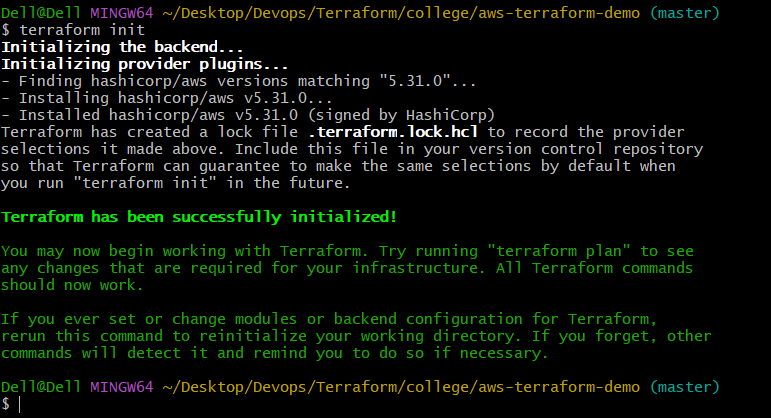 Dell@Dell MINGW64 ~/Desktop/Devops/Terraform/college/aws-terraform-demo (master)
$ terraform init
Initializing the backend...
Initializing provider plugins...
- Finding hashicorp/aws versions matching "5.31.0"...
- Installing hashicorp/aws v5.31.0...
- Installed hashicorp/aws v5.31.0 (signed by HashiCorp)
Terraform has created a lock file .terraform.lock.hcl to record the provider
selections it made above. Include this file in your version control repository
so that Terraform can guarantee to make the same selections by default when
you run "terraform init" in the future.
Terraform has been successfully initialized!
You may now begin working with Terraform. Try running "terraform plan" to see
any changes that are required for your infrastructure. All Terraform commands
should now work.
If you ever set or change modules or backend configuration for Terraform,
rerun this command to reinitialize your working directory. If you forget, other
commands will detect it and remind you to do so if necessary.
Dell@Dell MINGW64 ~/Desktop/Devops/Terraform/college/aws-terraform-demo (master)
$